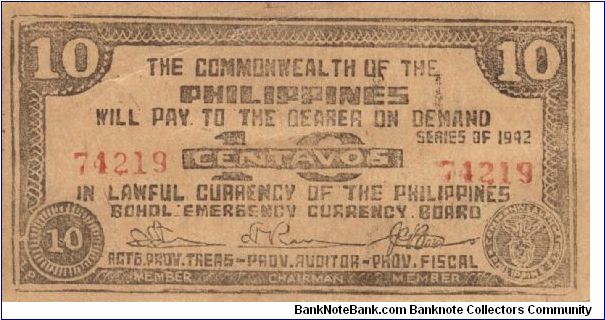 10 10
THE COMMONWEALTH OF THE
PHILIPPINES
WILL PAY TO THE BEARER ON DEMAND
SERIES OF 1942
74219 10 74219
CENTAVOS
IN LAWFUL CURRENCY OF THE PHILIPPINES
BOHOL EMERGENCY CURRENCY BOARD
10
ACTG. PROV. TREAS - PROV. AUDITOR - PROV. FISCAL
MEMBER CHAIRMAN MEMBER
BankNoteBank.com Banknote Collectors Community